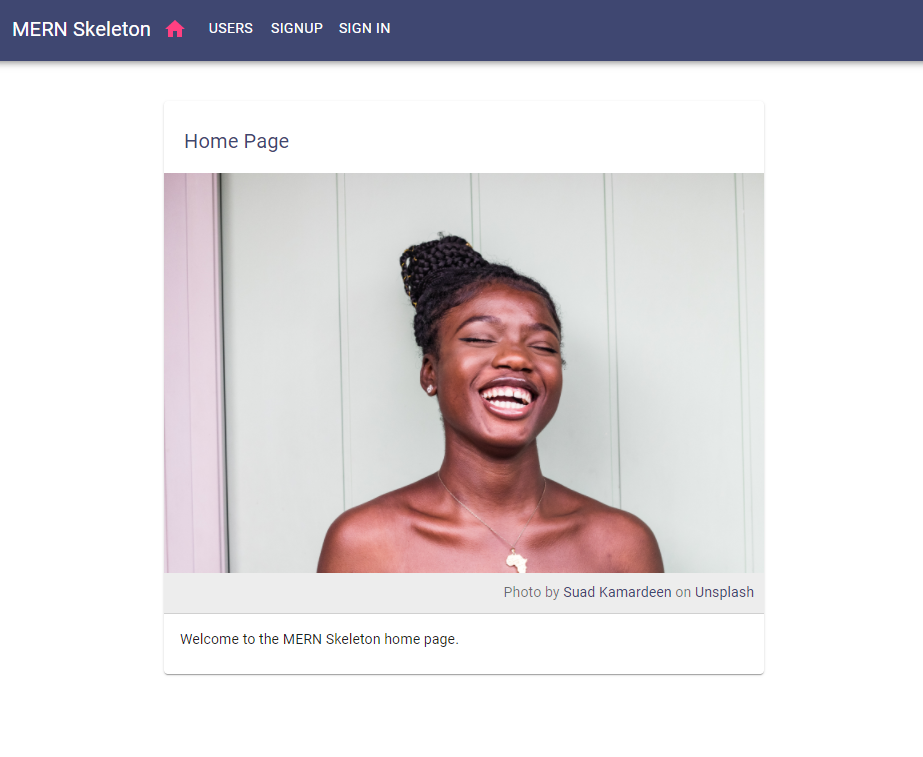 MERN Skeleton USERS SIGNUP SIGN IN
Home Page
Photo by Suad Kamardeen on Unsplash
Welcome to the MERN Skeleton home page.